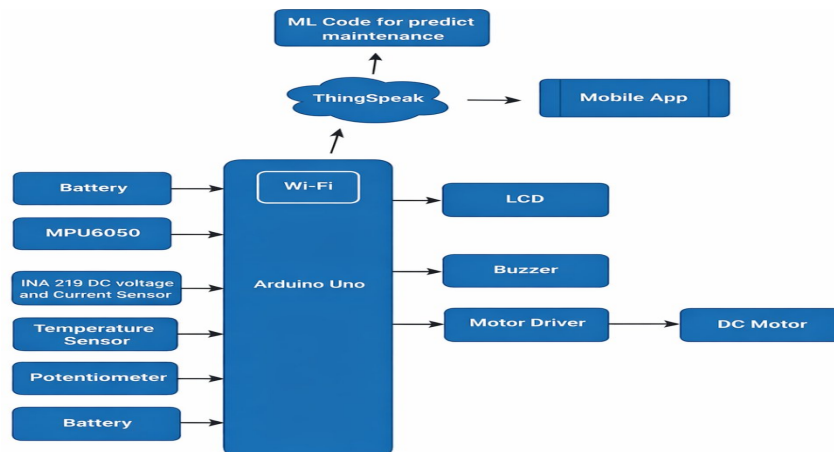 ML Code for predict
maintenance
ThingSpeak
Mobile App
Wi-Fi
Arduino Uno
Battery
MPU6050
INA 219 DC voltage
and Current Sensor
Temperature
Sensor
Potentiometer
Battery
LCD
Buzzer
Motor Driver
DC Motor